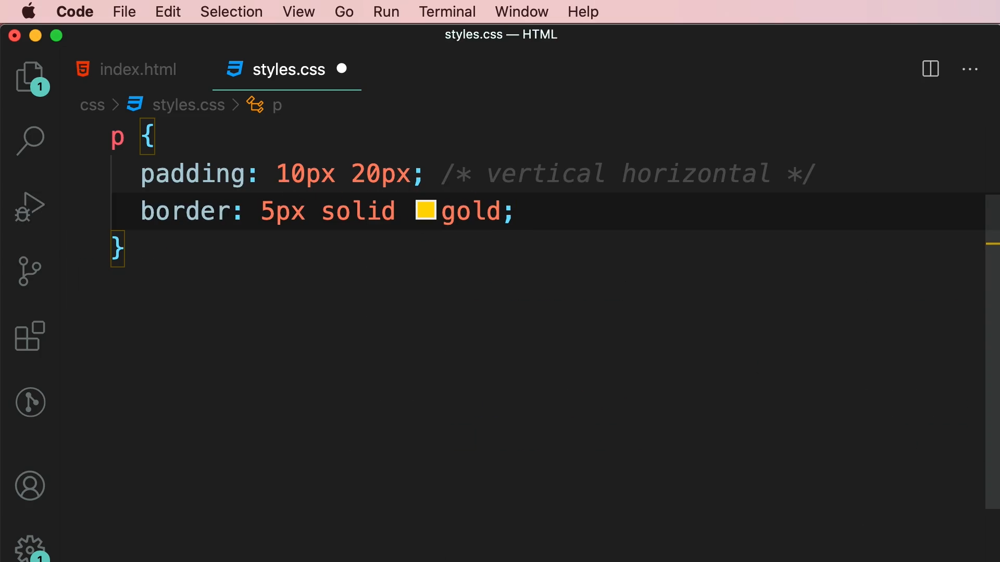 Code File Edit Selection View Go Run Terminal Window Help
styles.css — HTML
index.html styles.css
css > styles.css > p
p {
padding: 10px 20px; /* vertical horizontal */
border: 5px solid gold;
}
1
1